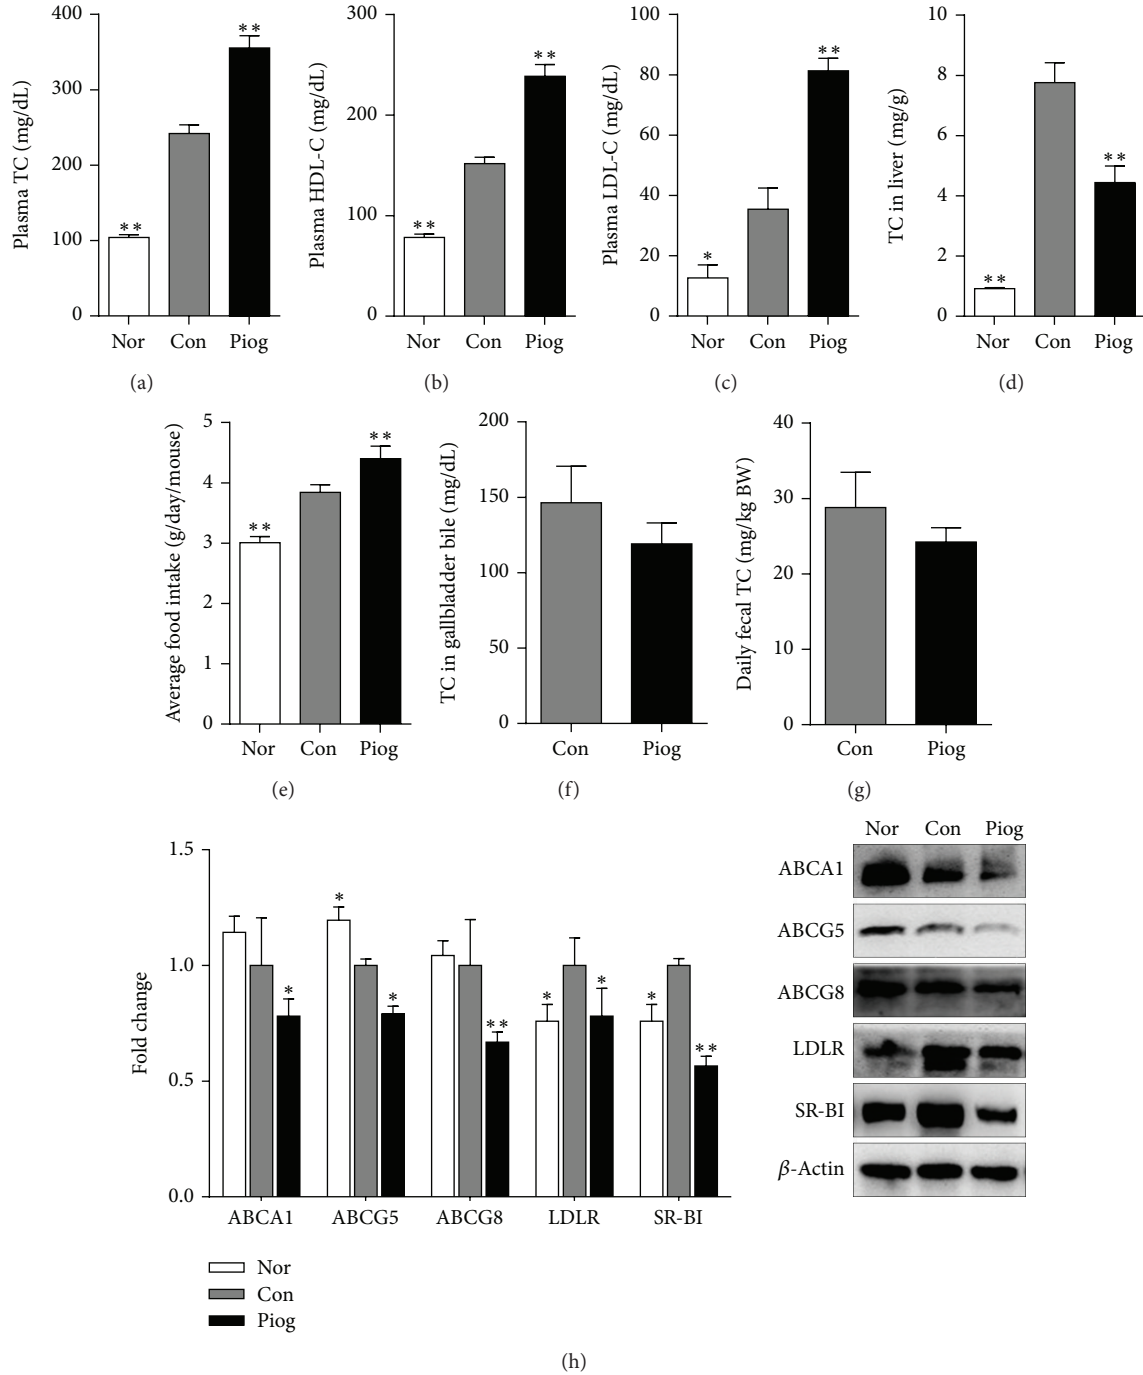 Plasma TC (mg/dL)
400
300
200
100
0
**
**
Nor Con Piog
(a)
Plasma HDL-C (mg/dL)
300
200
100
0
**
**
Nor Con Piog
(b)
Plasma LDL-C (mg/dL)
100
80
60
40
20
0
*
**
Nor Con Piog
(c)
TC in liver (mg/g)
10
8
6
4
2
0
**
**
Nor Con Piog
(d)
Average food intake (g/day/mouse)
5
4
3
2
1
0
**
**
Nor Con Piog
(e)
TC in gallbladder bile (mg/dL)
200
150
100
50
0
Con Piog
(f)
Daily fecal TC (mg/kg BW)
40
30
20
10
0
Con Piog
(g)
Fold change
1.5
1.0
0.5
0.0
*
*
*
**
*
*
*
**
ABCA1 ABCG5 ABCG8 LDLR SR-BI
Nor
Con
Piog
Nor Con Piog
ABCA1
ABCG5
ABCG8
LDLR
SR-BI
β-Actin
(h)